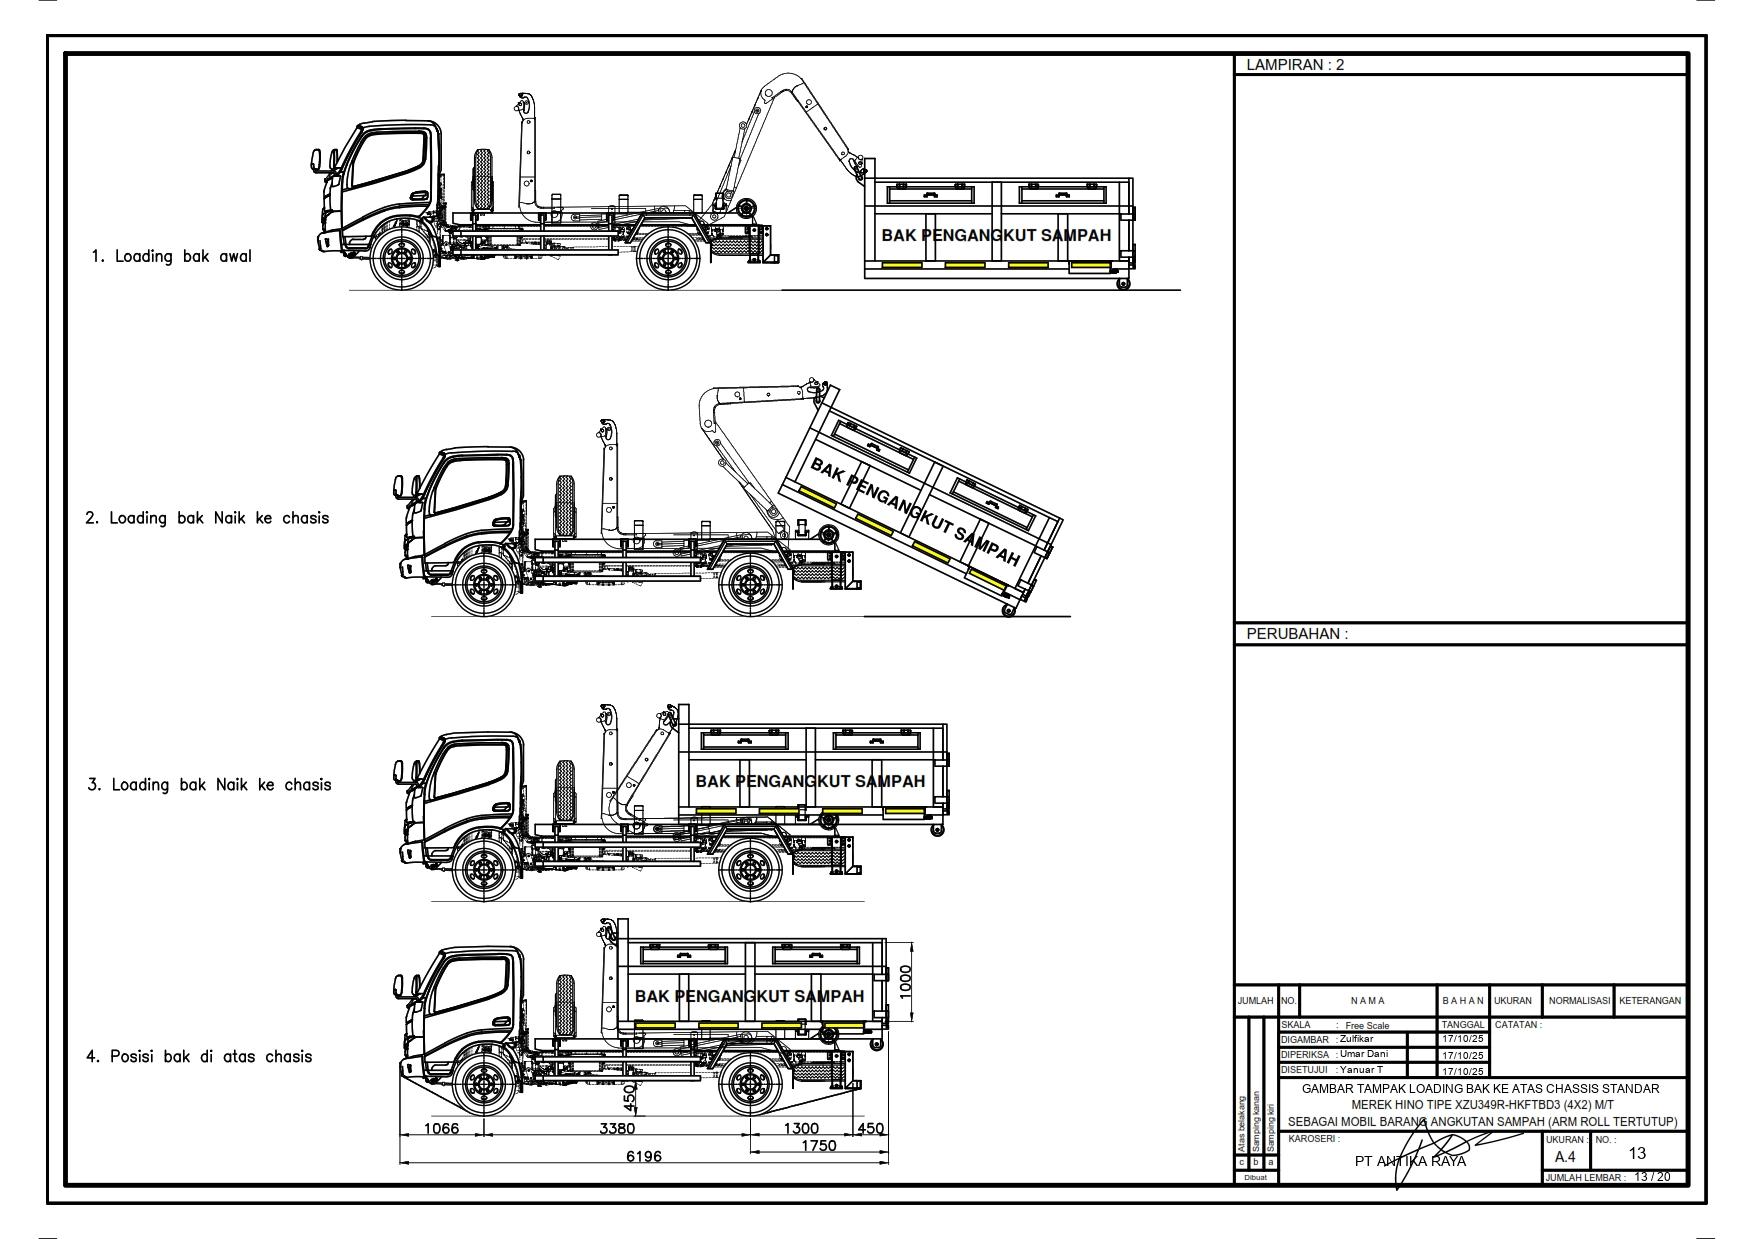 LAMPIRAN : 2
1. Loading bak awal
BAK PENGANGKUT SAMPAH
2. Loading bak Naik ke chasis
BAK PENGANGKUT SAMPAH
PERUBAHAN :
3. Loading bak Naik ke chasis
BAK PENGANGKUT SAMPAH
4. Posisi bak di atas chasis
BAK PENGANGKUT SAMPAH
1000
450
1066
3380
1300
450
1750
6196
JUMLAH
NO.
N A M A
B A H A N
UKURAN
NORMALISASI
KETERANGAN
SKALA : Free Scale
TANGGAL
CATATAN :
DIGAMBAR : Zulfikar
17/10/25
DIPERIKSA : Umar Dani
17/10/25
DISETUJUI : Yanuar T
17/10/25
Atas belakang
Samping kanan
Samping kiri
c
b
a
Dibuat
GAMBAR TAMPAK LOADING BAK KE ATAS CHASSIS STANDAR
MEREK HINO TIPE XZU349R-HKFTBD3 (4X2) M/T
SEBAGAI MOBIL BARANG ANGKUTAN SAMPAH (ARM ROLL TERTUTUP)
KAROSERI :
PT ANTIKA RAYA
UKURAN :
A.4
NO. :
13
JUMLAH LEMBAR : 13 / 20